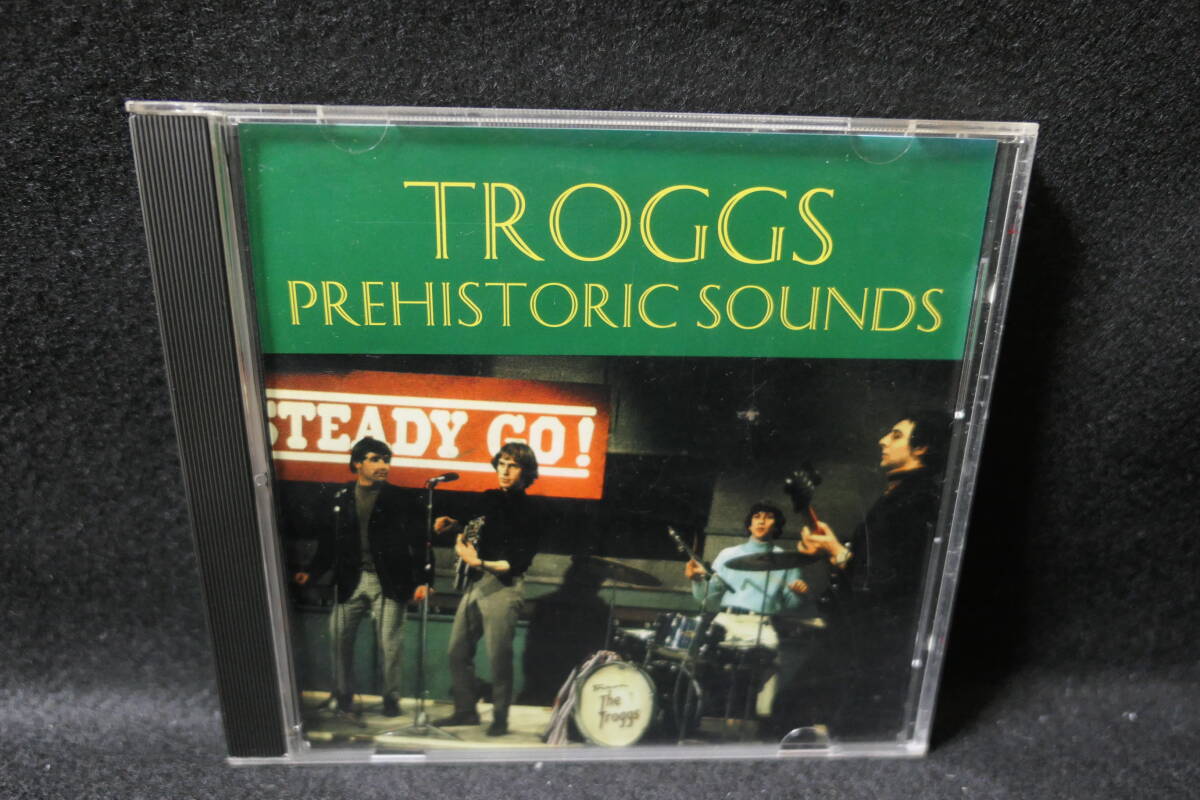 TROGGS
PREHISTORIC SOUNDS
STEADY GO!
The
Troggs